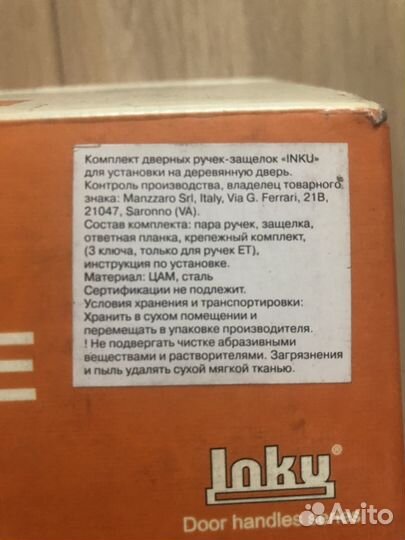 Комплект дверных ручек-защелок «INKU»
для установки на деревянную дверь.
Контроль производства, владелец товарного
знака: Manzzaro Srl, Italy, Via G. Ferrari, 21B,
21047, Saronno (VA).
Состав комплекта: пара ручек, защелка,
ответная планка, крепежный комплект,
(3 ключа, только для ручек ET),
инструкция по установке.
Материал: ЦАМ, сталь
Сертификации не подлежит.
Условия хранения и транспортировки:
Хранить в сухом помещении и
перемещать в упаковке производителя.
! Не подвергать чистке абразивными
веществами и растворителями. Загрязнения
и пыль удалять сухой мягкой тканью.
Inku®
Door handles series
Avito